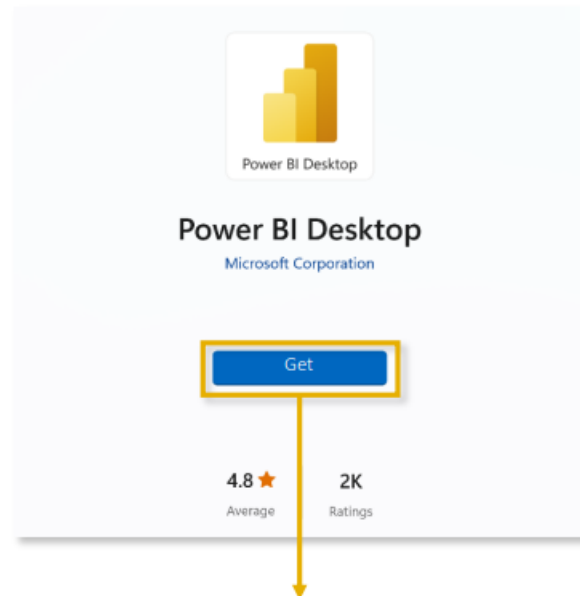 Power BI Desktop
Power BI Desktop
Microsoft Corporation
Get
4.8 2K
Average Ratings